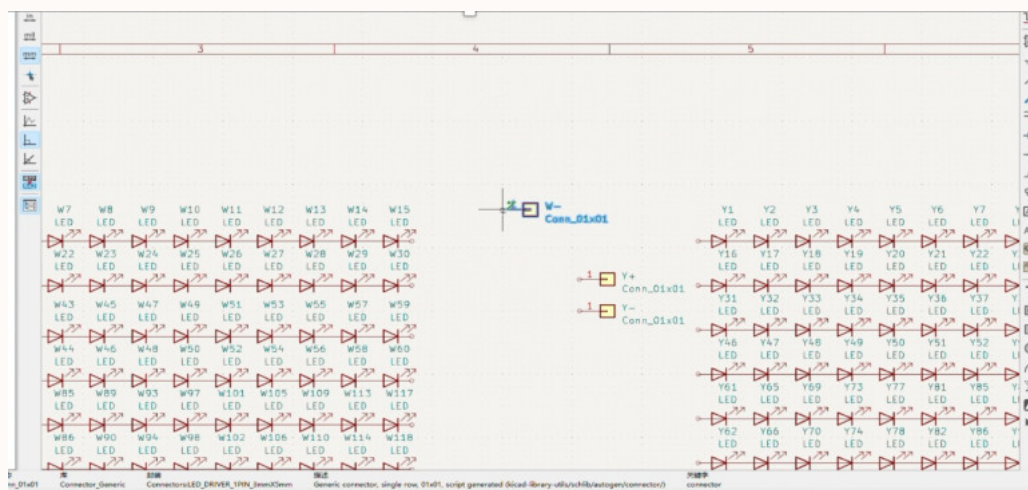 3 4 5
W7 W8 W9 W10 W11 W12 W13 W14 W15
LED LED LED LED LED LED LED LED LED
W-
Conn_01x01
Y1 Y2 Y3 Y4 Y5 Y6 Y7
LED LED LED LED LED LED LED
W22 W23 W24 W25 W26 W27 W28 W29 W30
LED LED LED LED LED LED LED LED LED
1 Y+
Conn_01x01
Y16 Y17 Y18 Y19 Y20 Y21 Y22
LED LED LED LED LED LED LED
W43 W45 W47 W49 W51 W53 W55 W57 W59
LED LED LED LED LED LED LED LED LED
1 Y-
Conn_01x01
Y31 Y32 Y33 Y34 Y35 Y36 Y37
LED LED LED LED LED LED LED
W44 W46 W48 W50 W52 W54 W56 W58 W60
LED LED LED LED LED LED LED LED LED
Y46 Y47 Y48 Y49 Y50 Y51 Y52
LED LED LED LED LED LED LED
W85 W89 W93 W97 W101 W105 W109 W113 W117
LED LED LED LED LED LED LED LED LED
Y61 Y65 Y69 Y73 Y77 Y81 Y85
LED LED LED LED LED LED LED
W86 W90 W94 W98 W102 W106 W110 W114 W118
LED LED LED LED LED LED LED LED LED
Y62 Y66 Y70 Y74 Y78 Y82 Y86
LED LED LED LED LED LED LED
库 描述 关键字
Connector_Generic Connectors:LED_DRIVER_1PIN_3mmX5mm Generic connector, single row, 01x01, script generated (kicad-library-utils/schlib/autogen/connector/) connector